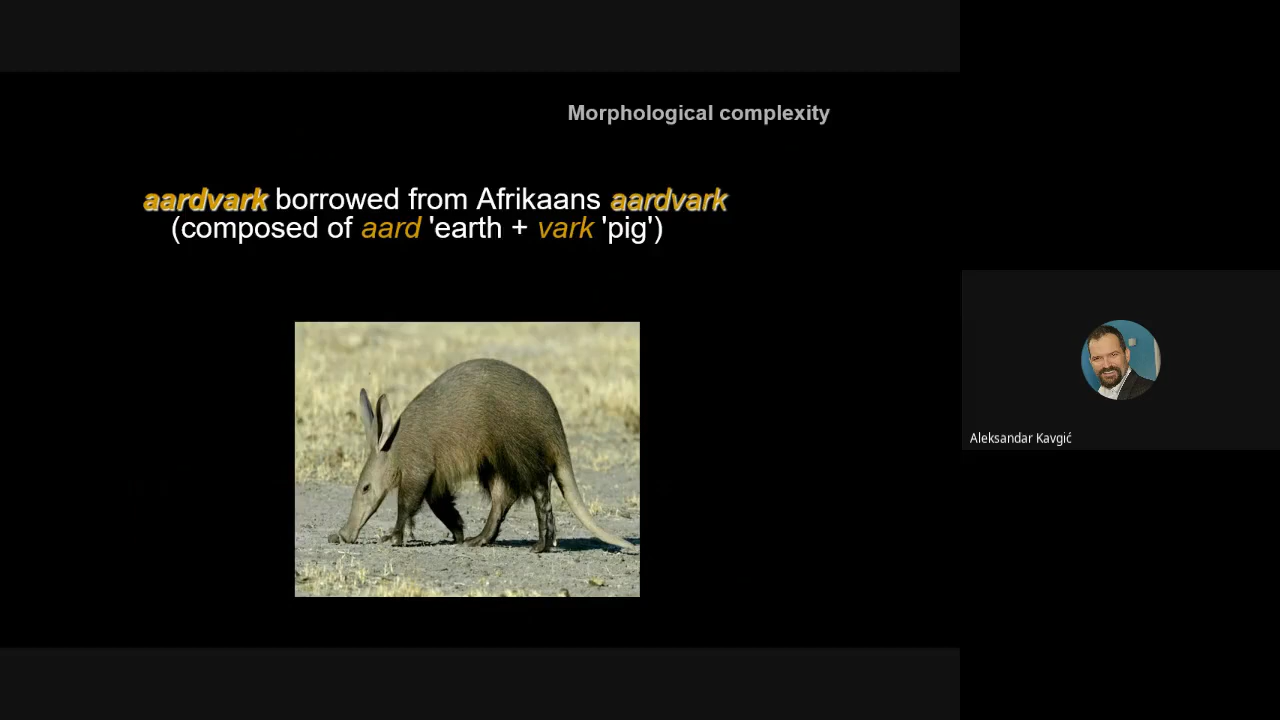 Morphological complexity
aardvark borrowed from Afrikaans aardvark
(composed of aard 'earth + vark 'pig')
Aleksandar Kavgić